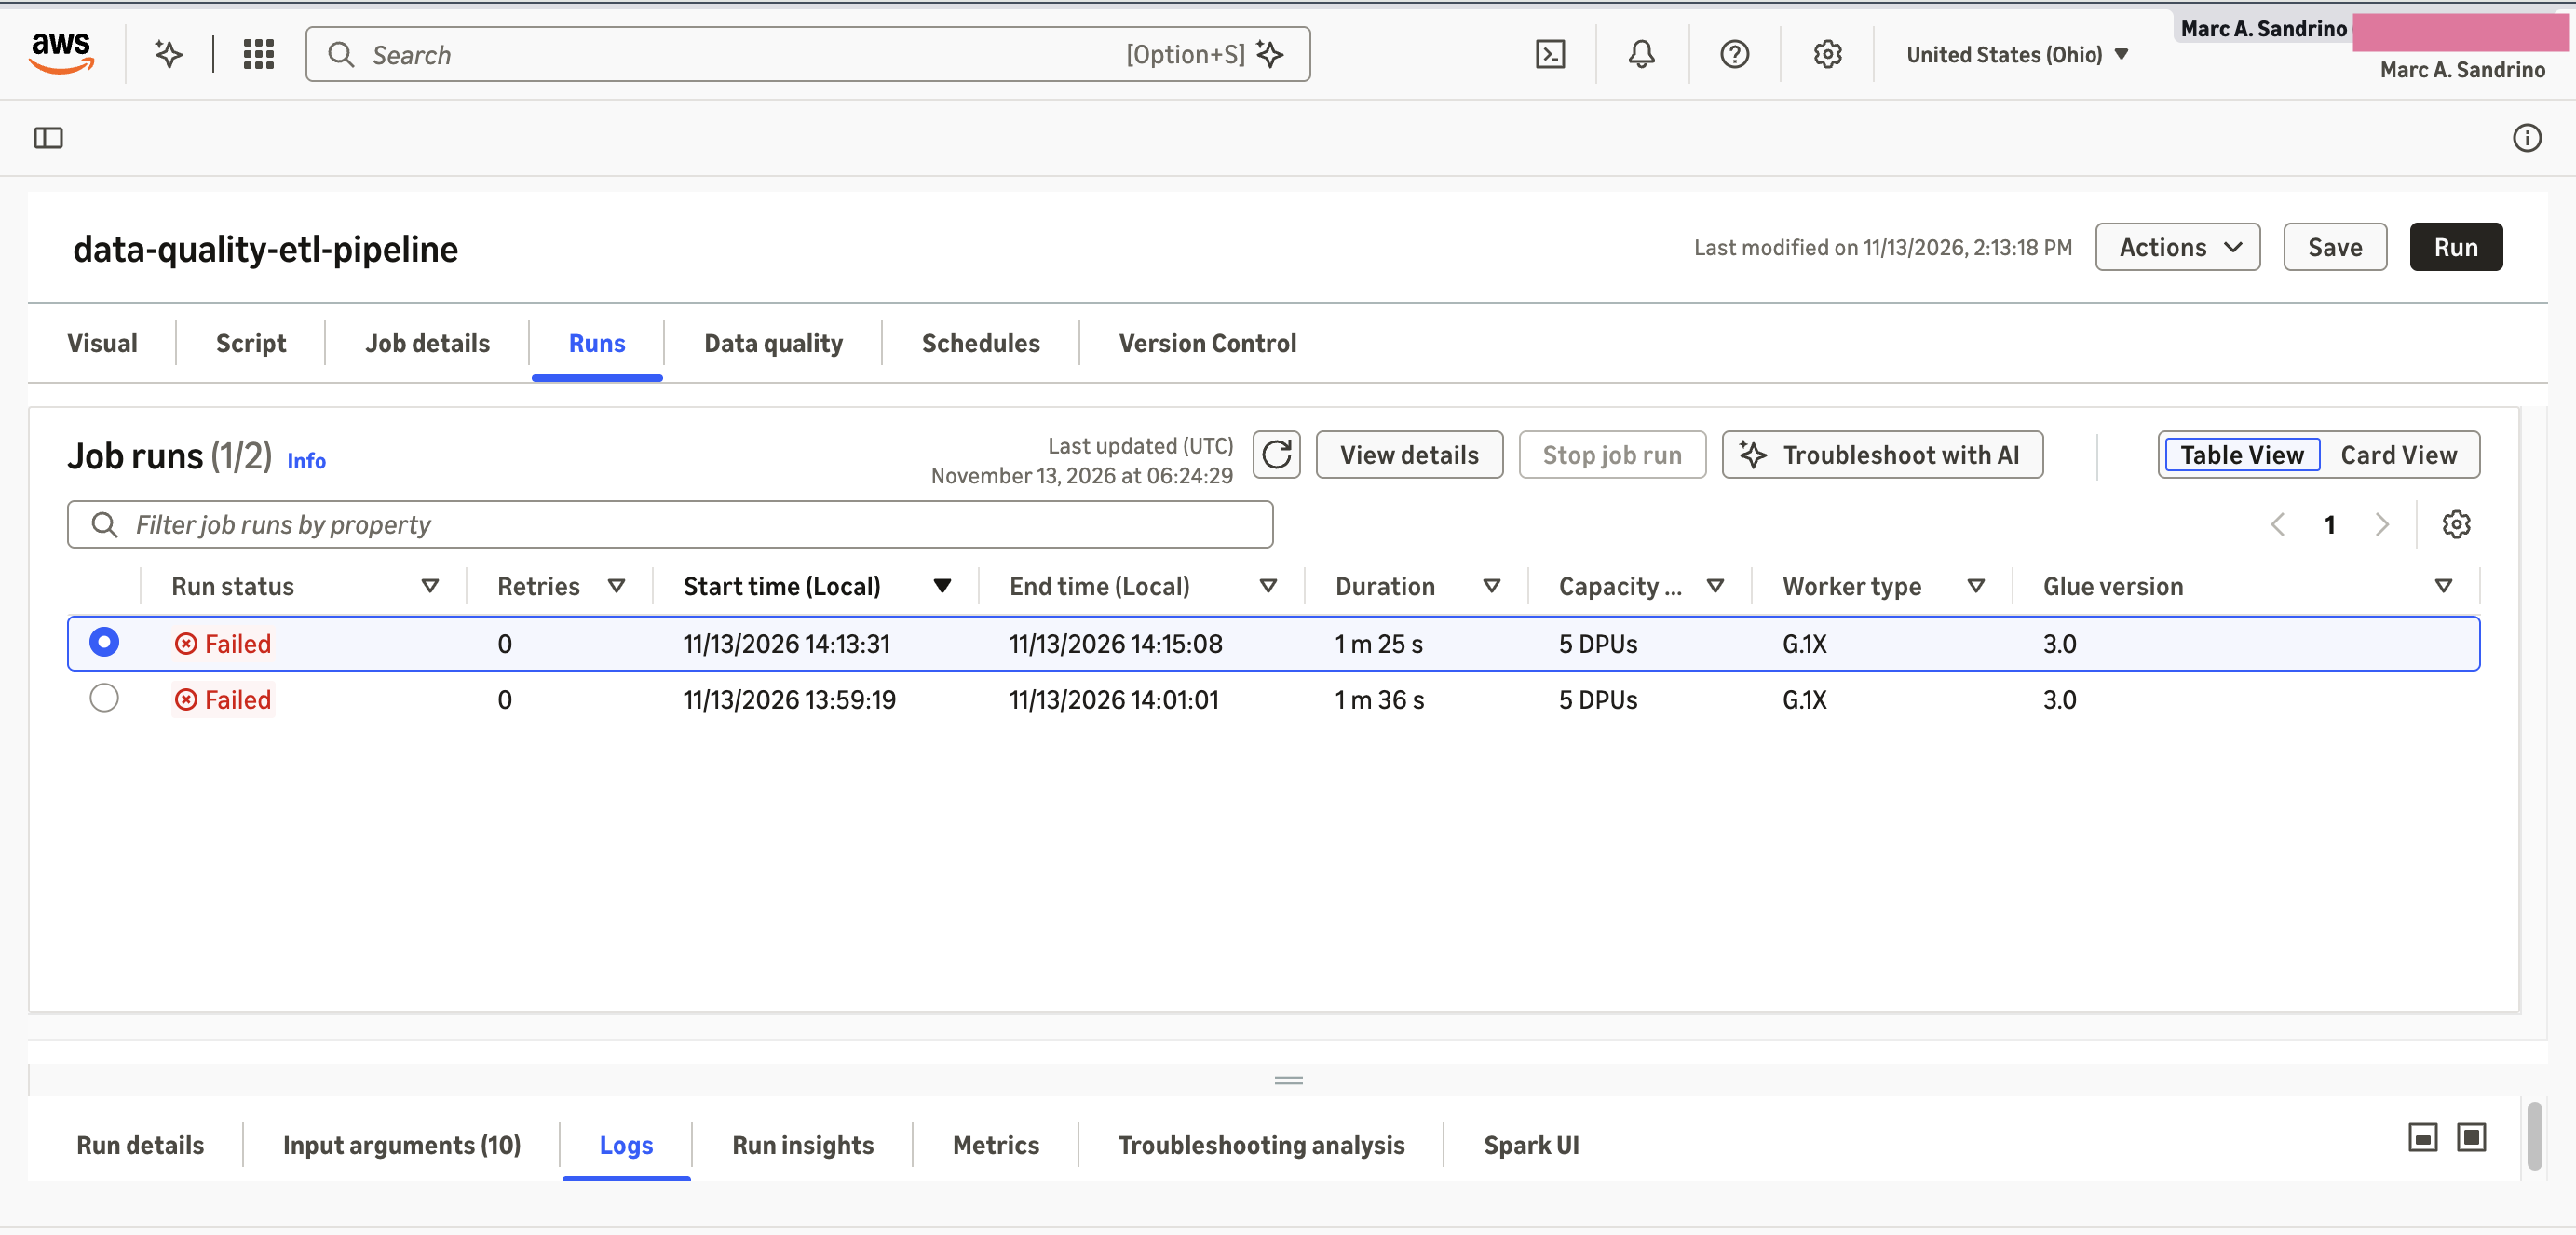 aws
Search [Option+S]
United States (Ohio)
Marc A. Sandrino
Marc A. Sandrino
data-quality-etl-pipeline
Last modified on 11/13/2026, 2:13:18 PM
Actions
Save
Run
Visual
Script
Job details
Runs
Data quality
Schedules
Version Control
Job runs (1/2) Info
Last updated (UTC)
November 13, 2026 at 06:24:29
View details
Stop job run
Troubleshoot with AI
Table View
Card View
Filter job runs by property
1
Run status Retries Start time (Local) End time (Local) Duration Capacity ... Worker type Glue version
Failed 0 11/13/2026 14:13:31 11/13/2026 14:15:08 1 m 25 s 5 DPUs G.1X 3.0
Failed 0 11/13/2026 13:59:19 11/13/2026 14:01:01 1 m 36 s 5 DPUs G.1X 3.0
Run details
Input arguments (10)
Logs
Run insights
Metrics
Troubleshooting analysis
Spark UI